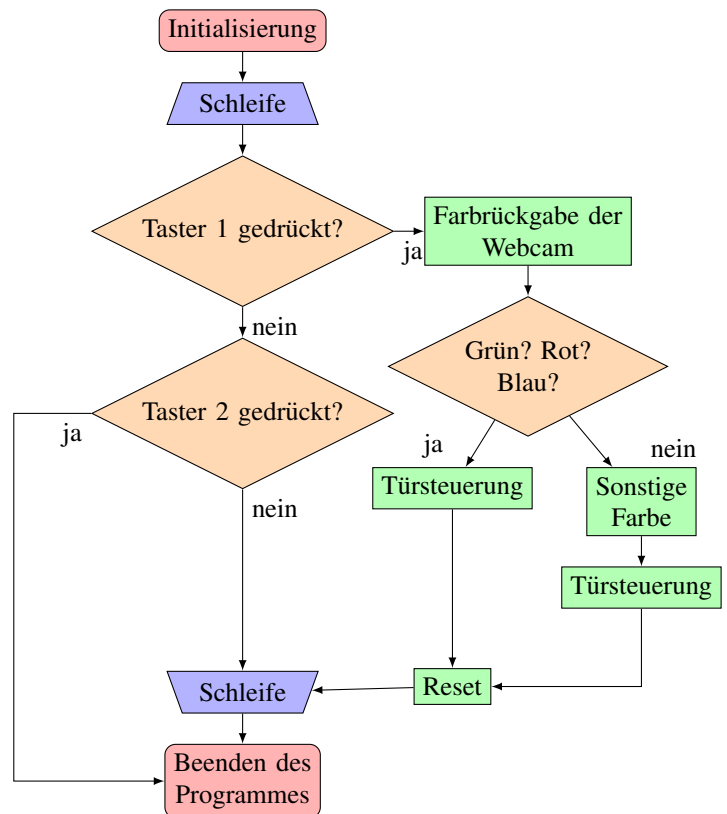 Initialisierung
Schleife
Taster 1 gedrückt?
ja
Farbrückgabe der
Webcam
nein
Grün? Rot?
Blau?
Taster 2 gedrückt?
ja
ja
nein
Türsteuerung
Sonstige
Farbe
nein
Türsteuerung
Schleife
Reset
Beenden des
Programmes